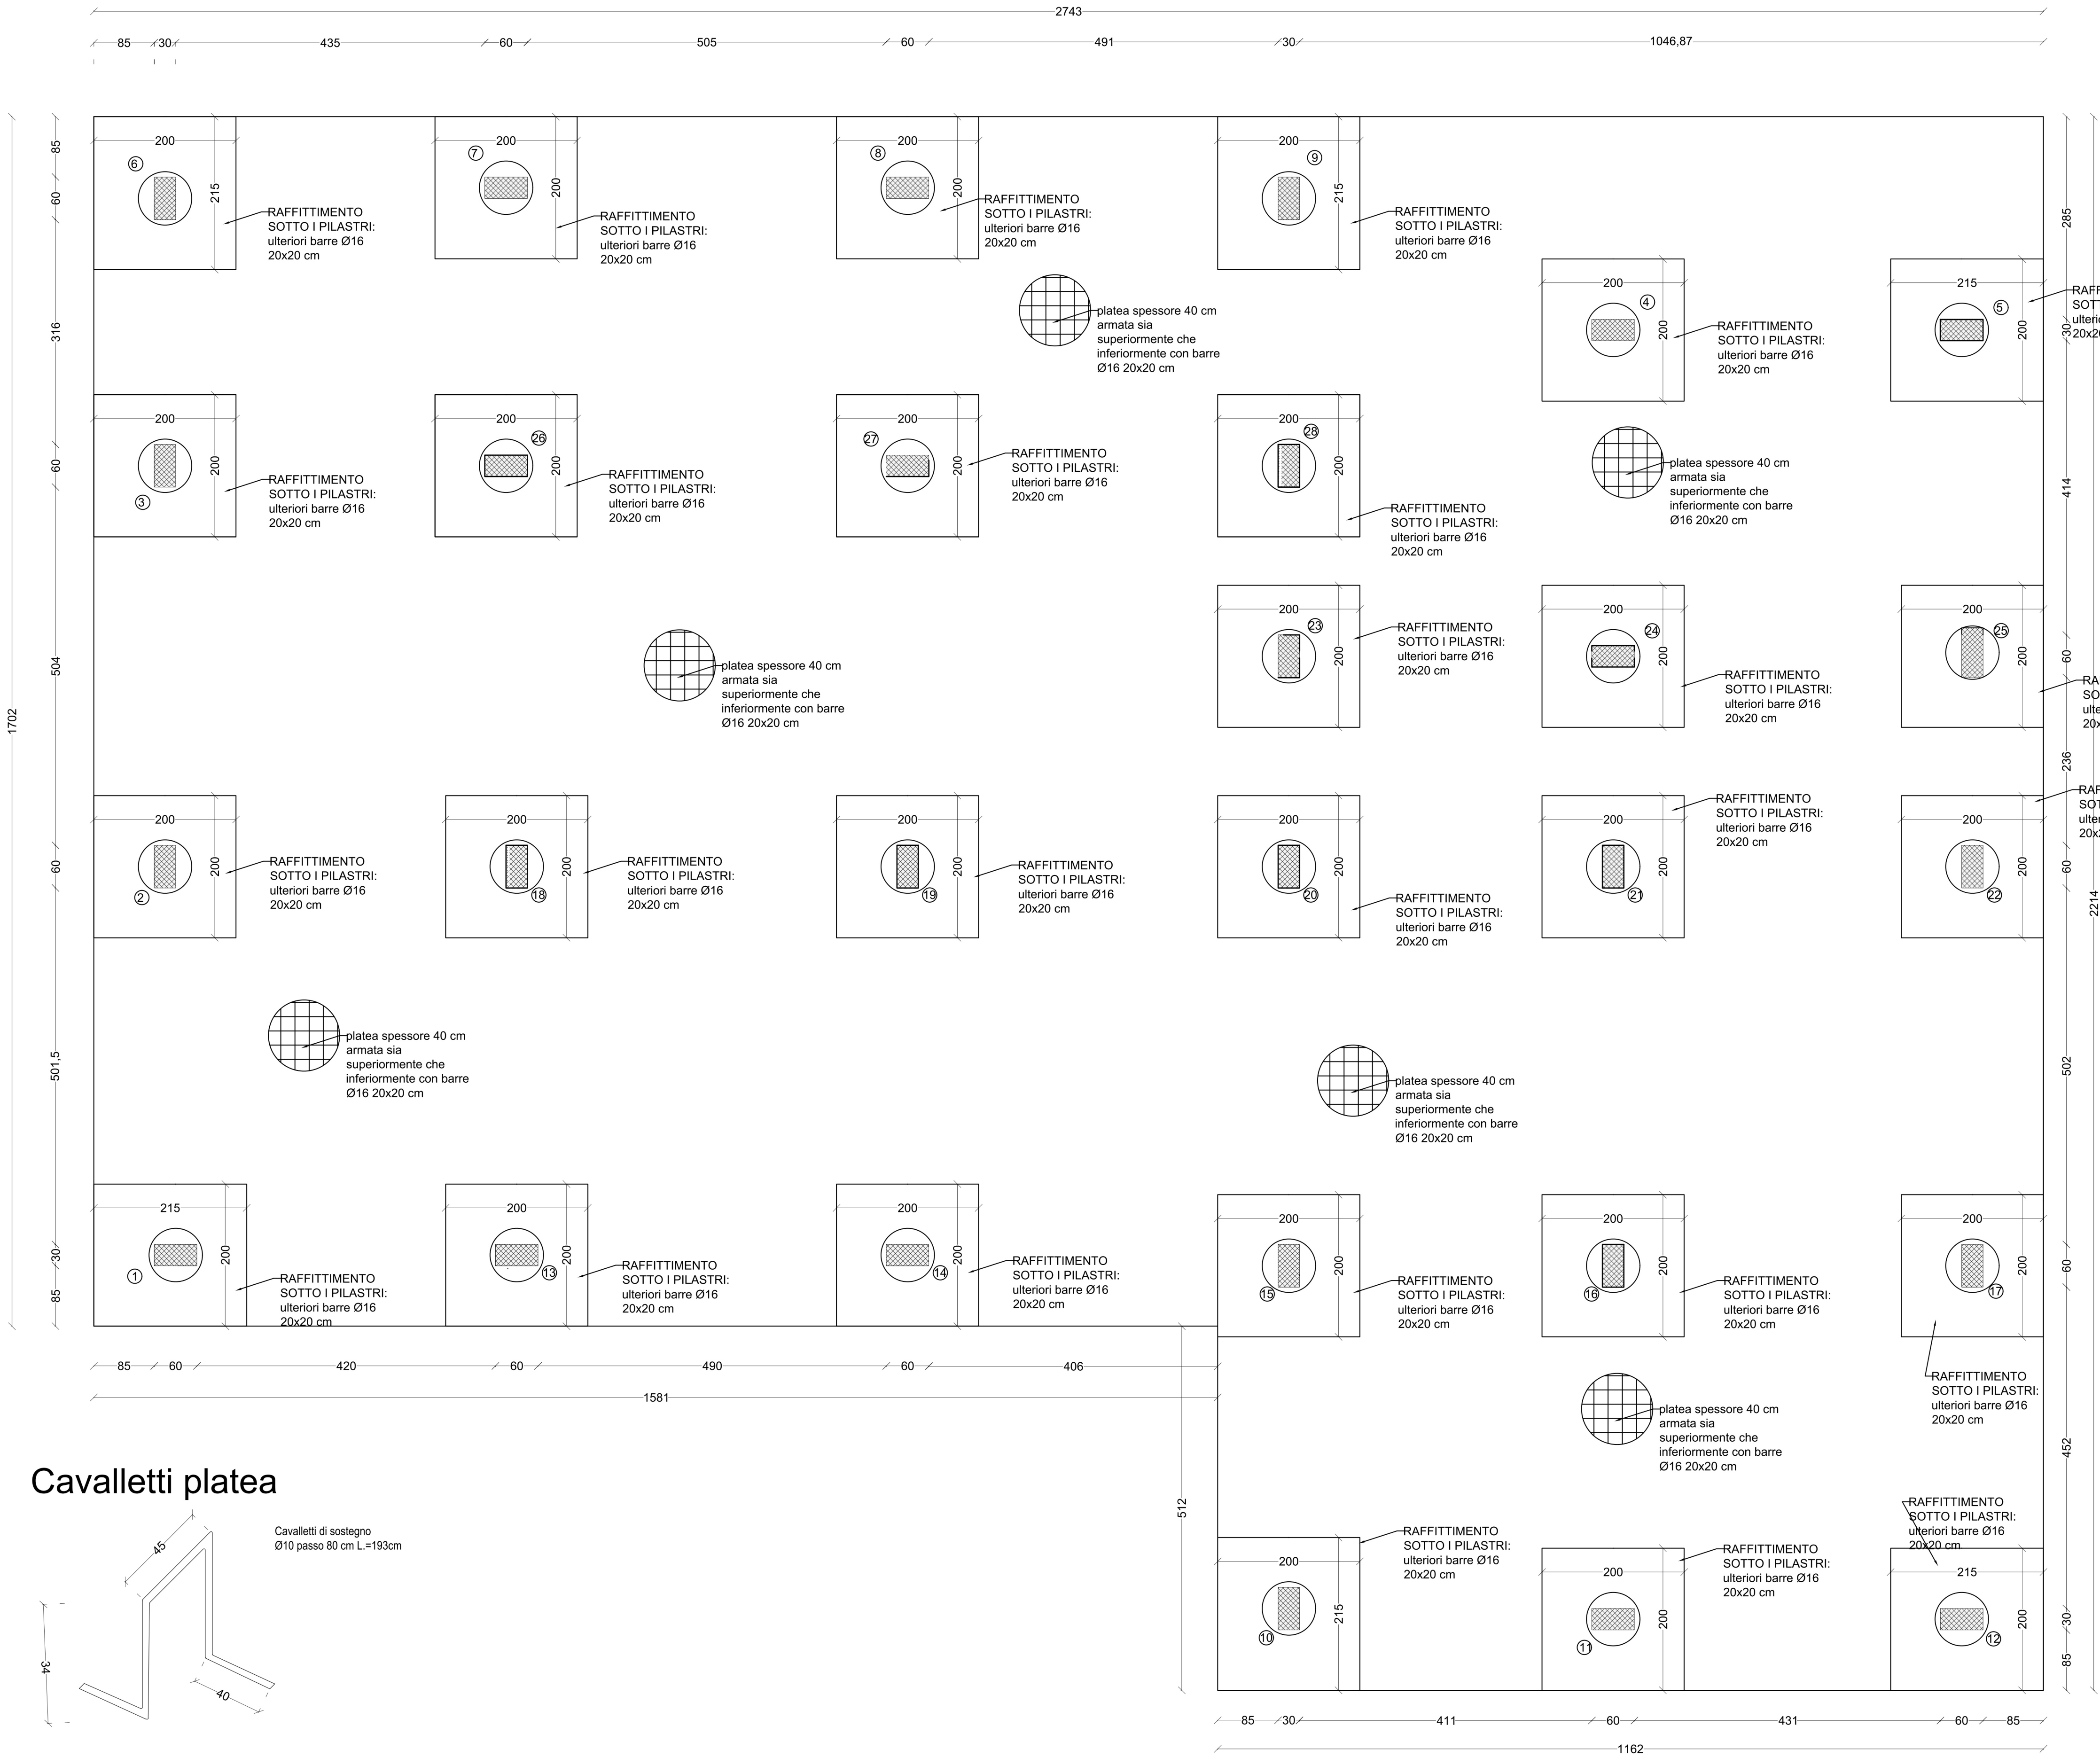 2743
85 30 435 60 505 60 491 30 1046,87
200
200
200
200
6
7
8
9
215
200
200
215
RAFFITTIMENTO
SOTTO I PILASTRI:
ulteriori barre Ø16
20x20 cm
RAFFITTIMENTO
SOTTO I PILASTRI:
ulteriori barre Ø16
20x20 cm
RAFFITTIMENTO
SOTTO I PILASTRI:
ulteriori barre Ø16
20x20 cm
RAFFITTIMENTO
SOTTO I PILASTRI:
ulteriori barre Ø16
20x20 cm
platea spessore 40 cm
armata sia
superiormente che
inferiormente con barre
Ø16 20x20 cm
200
4
200
RAFFITTIMENTO
SOTTO I PILASTRI:
ulteriori barre Ø16
20x20 cm
215
5
200
RAFF
SOTT
ulterio
20x20
200
3
200
RAFFITTIMENTO
SOTTO I PILASTRI:
ulteriori barre Ø16
20x20 cm
200
26
200
RAFFITTIMENTO
SOTTO I PILASTRI:
ulteriori barre Ø16
20x20 cm
200
27
200
RAFFITTIMENTO
SOTTO I PILASTRI:
ulteriori barre Ø16
20x20 cm
200
28
200
RAFFITTIMENTO
SOTTO I PILASTRI:
ulteriori barre Ø16
20x20 cm
platea spessore 40 cm
armata sia
superiormente che
inferiormente con barre
Ø16 20x20 cm
platea spessore 40 cm
armata sia
superiormente che
inferiormente con barre
Ø16 20x20 cm
200
23
200
RAFFITTIMENTO
SOTTO I PILASTRI:
ulteriori barre Ø16
20x20 cm
200
24
200
RAFFITTIMENTO
SOTTO I PILASTRI:
ulteriori barre Ø16
20x20 cm
200
25
200
RA
SO
ulte
20x
200
2
200
RAFFITTIMENTO
SOTTO I PILASTRI:
ulteriori barre Ø16
20x20 cm
200
18
200
RAFFITTIMENTO
SOTTO I PILASTRI:
ulteriori barre Ø16
20x20 cm
200
19
200
RAFFITTIMENTO
SOTTO I PILASTRI:
ulteriori barre Ø16
20x20 cm
200
20
200
RAFFITTIMENTO
SOTTO I PILASTRI:
ulteriori barre Ø16
20x20 cm
200
21
200
RAFFITTIMENTO
SOTTO I PILASTRI:
ulteriori barre Ø16
20x20 cm
200
22
200
RAF
SOT
ulter
20x2
platea spessore 40 cm
armata sia
superiormente che
inferiormente con barre
Ø16 20x20 cm
platea spessore 40 cm
armata sia
superiormente che
inferiormente con barre
Ø16 20x20 cm
215
1
200
RAFFITTIMENTO
SOTTO I PILASTRI:
ulteriori barre Ø16
20x20 cm
200
13
200
RAFFITTIMENTO
SOTTO I PILASTRI:
ulteriori barre Ø16
20x20 cm
200
14
200
RAFFITTIMENTO
SOTTO I PILASTRI:
ulteriori barre Ø16
20x20 cm
200
15
200
RAFFITTIMENTO
SOTTO I PILASTRI:
ulteriori barre Ø16
20x20 cm
200
16
200
RAFFITTIMENTO
SOTTO I PILASTRI:
ulteriori barre Ø16
20x20 cm
200
17
200
RAFFITTIMENTO
SOTTO I PILASTRI:
ulteriori barre Ø16
20x20 cm
1702
85
60
316
60
504
60
501,5
30
85
285
30
414
60
236
60
502
60
452
30
85
2214
85 60 420 60 490 60 406
1581
512
platea spessore 40 cm
armata sia
superiormente che
inferiormente con barre
Ø16 20x20 cm
200
10
215
RAFFITTIMENTO
SOTTO I PILASTRI:
ulteriori barre Ø16
20x20 cm
200
11
200
RAFFITTIMENTO
SOTTO I PILASTRI:
ulteriori barre Ø16
20x20 cm
RAFFITTIMENTO
SOTTO I PILASTRI:
ulteriori barre Ø16
20x20 cm
215
12
200
85 30 411 60 431 60 85
1162
Cavalletti platea
Cavalletti di sostegno
Ø10 passo 80 cm L.=193cm
45
34
40